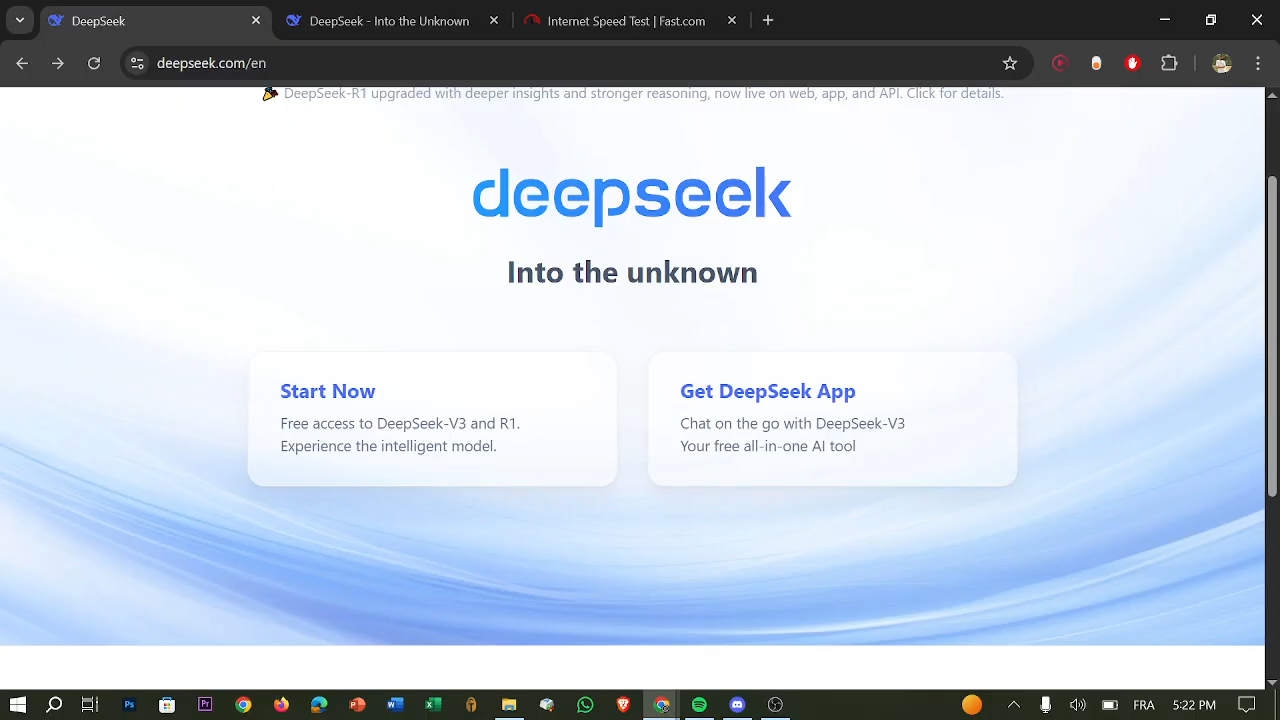 DeepSeek
DeepSeek - Into the Unknown
Internet Speed Test | Fast.com
deepseek.com/en
DeepSeek-R1 upgraded with deeper insights and stronger reasoning, now live on web, app, and API. Click for details.
deepseek
Into the unknown
Start Now
Free access to DeepSeek-V3 and R1.
Experience the intelligent model.
Get DeepSeek App
Chat on the go with DeepSeek-V3
Your free all-in-one AI tool
Ps
Pr
FRA
5:22 PM